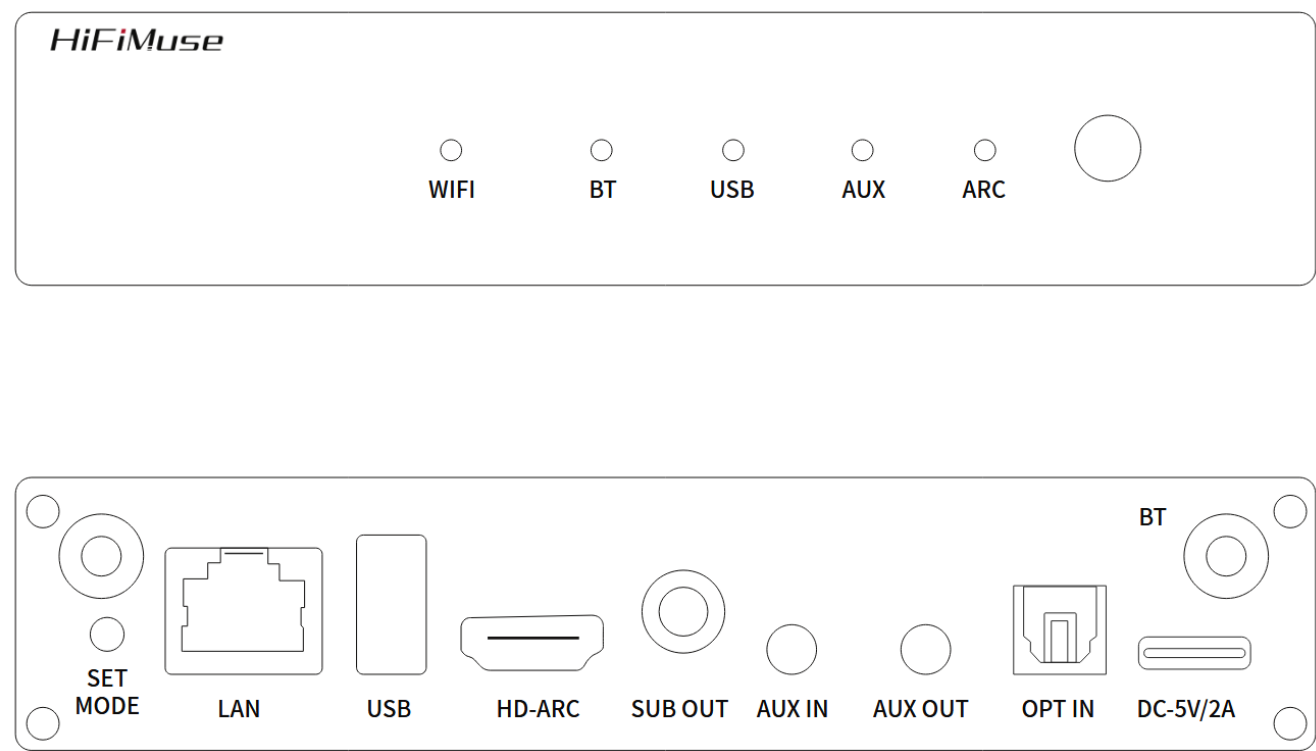 HiFiMuse
WIFI BT USB AUX ARC
BT
SET
MODE LAN USB HD-ARC SUB OUT AUX IN AUX OUT OPT IN DC-5V/2A